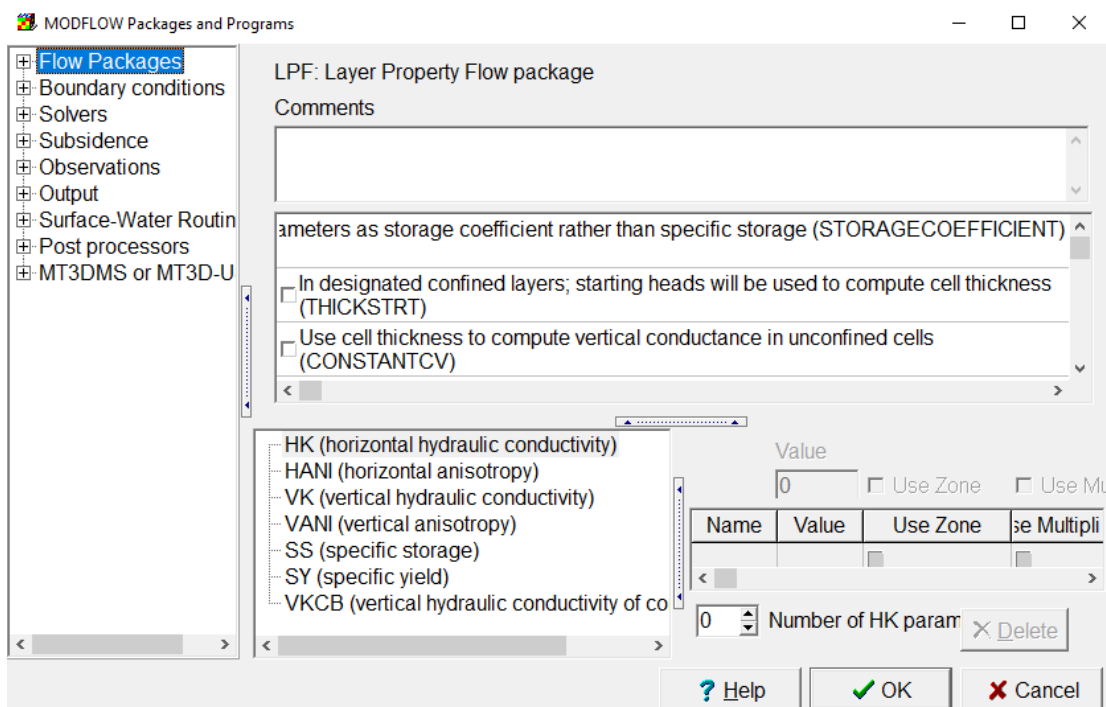 MODFLOW Packages and Programs
Flow Packages
Boundary conditions
Solvers
Subsidence
Observations
Output
Surface-Water Routin
Post processors
MT3DMS or MT3D-U
LPF: Layer Property Flow package
Comments
ameters as storage coefficient rather than specific storage (STORAGECOEFFICIENT)
In designated confined layers; starting heads will be used to compute cell thickness
(THICKSTRT)
Use cell thickness to compute vertical conductance in unconfined cells
(CONSTANTCV)
HK (horizontal hydraulic conductivity)
HANI (horizontal anisotropy)
VK (vertical hydraulic conductivity)
VANI (vertical anisotropy)
SS (specific storage)
SY (specific yield)
VKCB (vertical hydraulic conductivity of co
Value
0 Use Zone Use Mu
Name Value Use Zone se Multipli
0 Number of HK param Delete
? Help OK Cancel